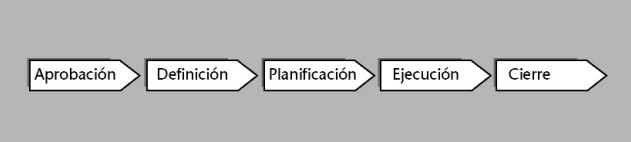 Aprobación
Definición
Planificación
Ejecución
Cierre